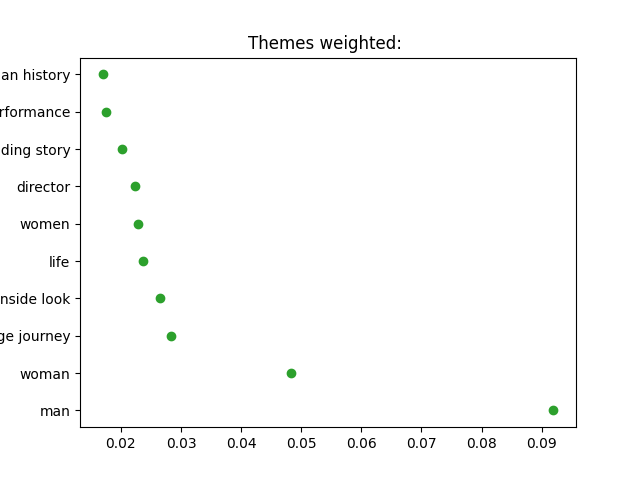 Themes weighted:
an history
rformance
ding story
director
women
life
nside look
ge journey
woman
man
0.02 0.03 0.04 0.05 0.06 0.07 0.08 0.09